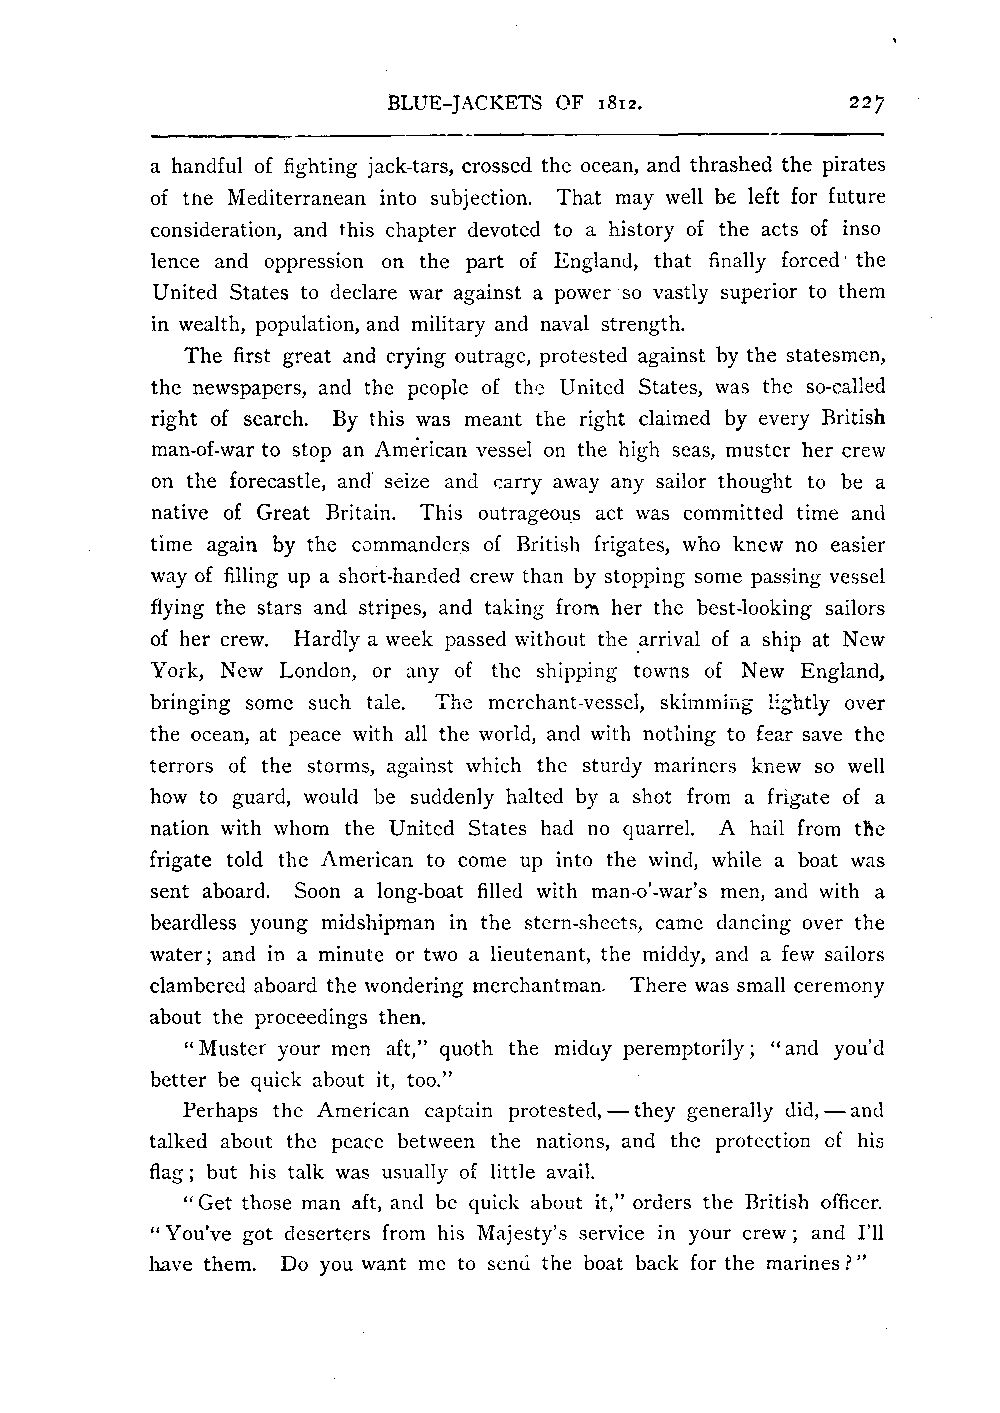 BLUE-JACKETS OF 1812. 227
a handful of fighting jack-tars, crossed the ocean, and thrashed the pirates
of the Mediterranean into subjection. That may well be left for future
consideration, and this chapter devoted to a history of the acts of inso
lence and oppression on the part of England, that finally forced the
United States to declare war against a power so vastly superior to them
in wealth, population, and military and naval strength.
The first great and crying outrage, protested against by the statesmen,
the newspapers, and the people of the United States, was the so-called
right of search. By this was meant the right claimed by every British
man-of-war to stop an American vessel on the high seas, muster her crew
on the forecastle, and seize and carry away any sailor thought to be a
native of Great Britain. This outrageous act was committed time and
time again by the commanders of British frigates, who knew no easier
way of filling up a short-handed crew than by stopping some passing vessel
flying the stars and stripes, and taking from her the best-looking sailors
of her crew. Hardly a week passed without the arrival of a ship at New
York, New London, or any of the shipping towns of New England,
bringing some such tale. The merchant-vessel, skimming lightly over
the ocean, at peace with all the world, and with nothing to fear save the
terrors of the storms, against which the sturdy mariners knew so well
how to guard, would be suddenly halted by a shot from a frigate of a
nation with whom the United States had no quarrel. A hail from the
frigate told the American to come up into the wind, while a boat was
sent aboard. Soon a long-boat filled with man-o'-war's men, and with a
beardless young midshipman in the stern-sheets, came dancing over the
water; and in a minute or two a lieutenant, the middy, and a few sailors
clambered aboard the wondering merchantman. There was small ceremony
about the proceedings then.
"Muster your men aft," quoth the miday peremptorily; "and you'd
better be quick about it, too."
Perhaps the American captain protested, — they generally did, — and
talked about the peace between the nations, and the protection of his
flag; but his talk was usually of little avail.
"Get those man aft, and be quick about it," orders the British officer.
"You've got deserters from his Majesty's service in your crew; and I'll
have them. Do you want me to send the boat back for the marines?"